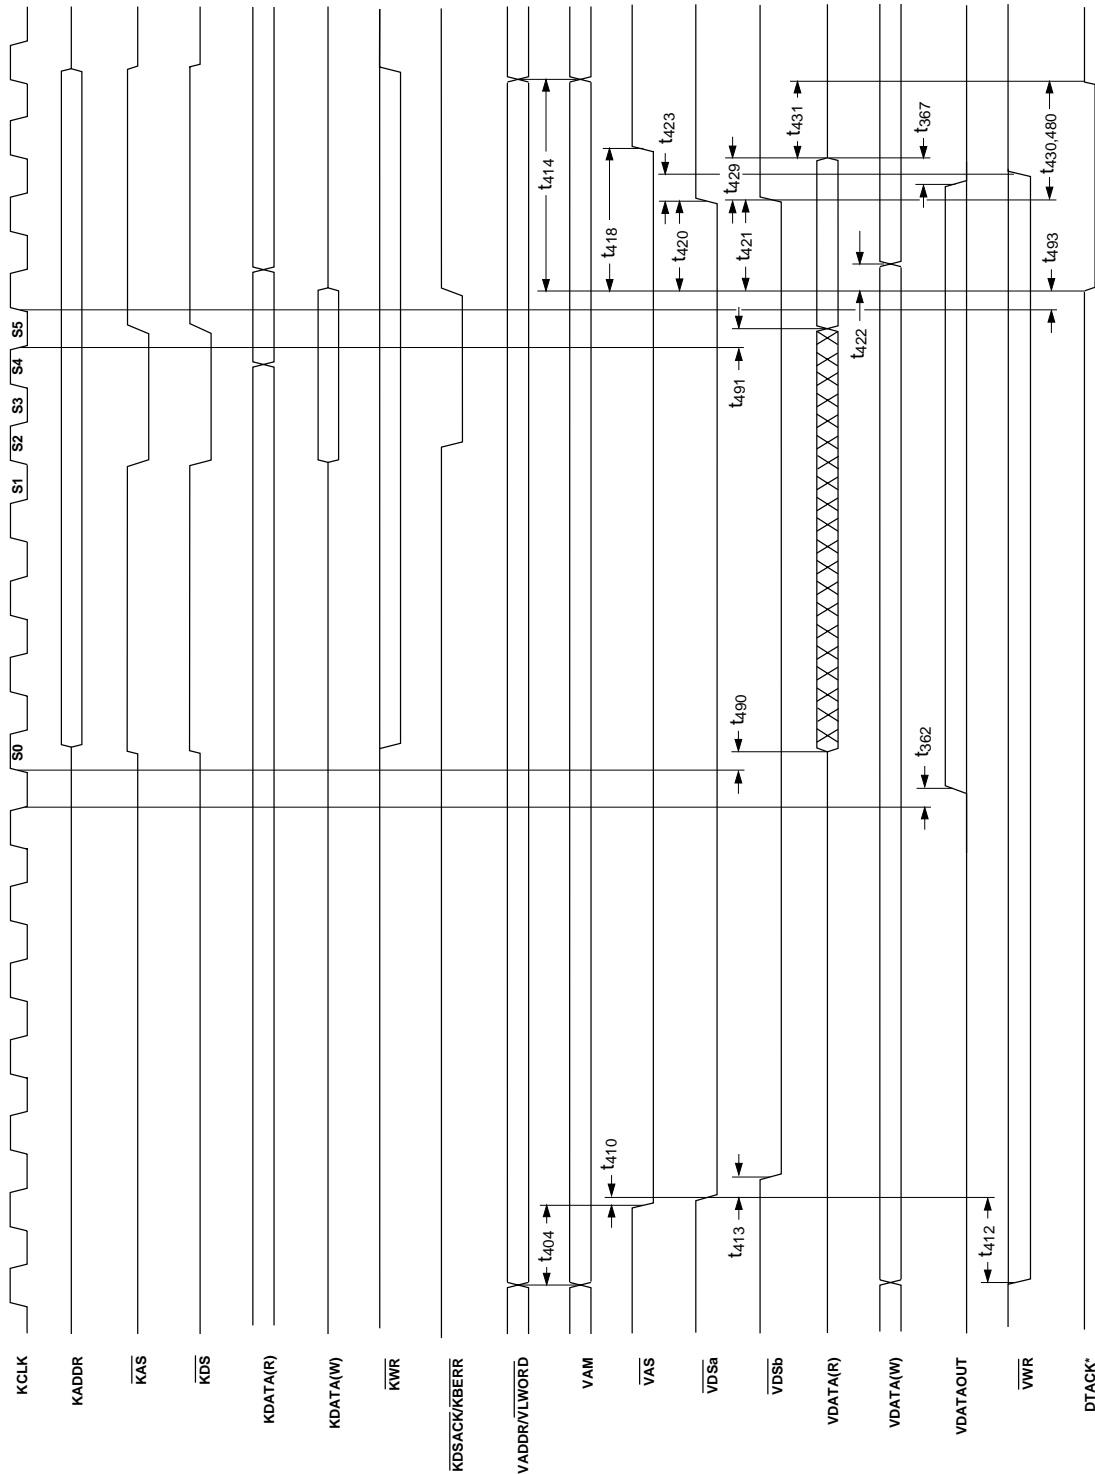 KCLK
S0
S1
S2
S3
S4
S5
KADDR
KAS
KDS
KDATA(R)
KDATA(W)
KWR
KDSACK/KBERR
VADDR/VLWORD
t404
t414
VAM
VAS
t410
t418
VDSa
t423
t420
VDSb
t413
t490
t491
t421
t429
VDATA(R)
t431
VDATA(W)
t422
VDATAOUT
t362
t367
VWR
t412
t493
t430,480
DTACK*